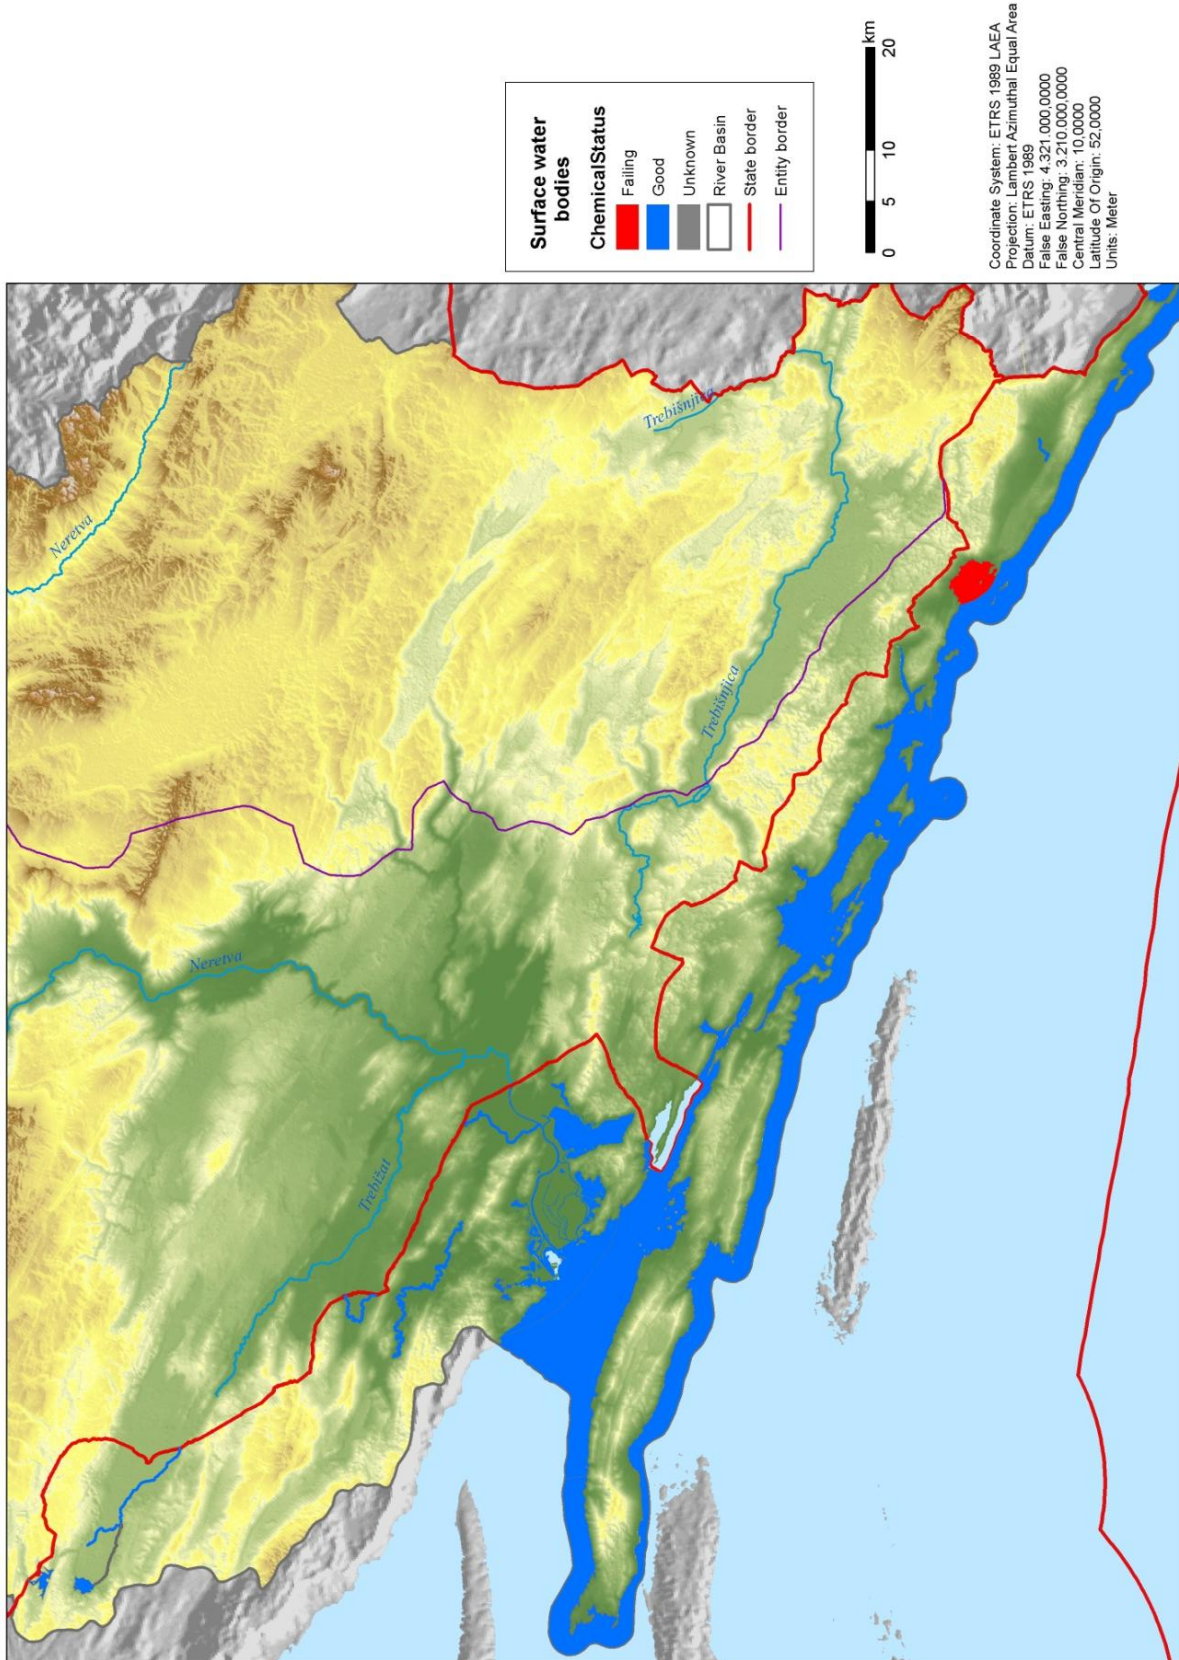 Neretva
Trebišnjica
Trebišnjica
Neretva
Trebižat
Surface water
bodies
ChemicalStatus
Failing
Good
Unknown
River Basin
State border
Entity border
0 5 10 20
km
Coordinate System: ETRS 1989 LAEA
Projection: Lambert Azimuthal Equal Area
Datum: ETRS 1989
False Easting: 4.321.000,0000
False Northing: 3.210.000,0000
Central Meridian: 10,0000
Latitude Of Origin: 52,0000
Units: Meter